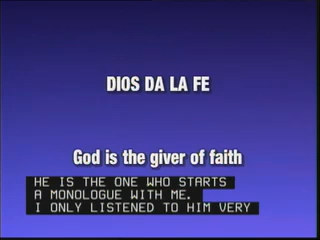 DIOS DA LA FE
God is the giver of faith
HE IS THE ONE WHO STARTS
A MONOLOGUE WITH ME.
I ONLY LISTENED TO HIM VERY